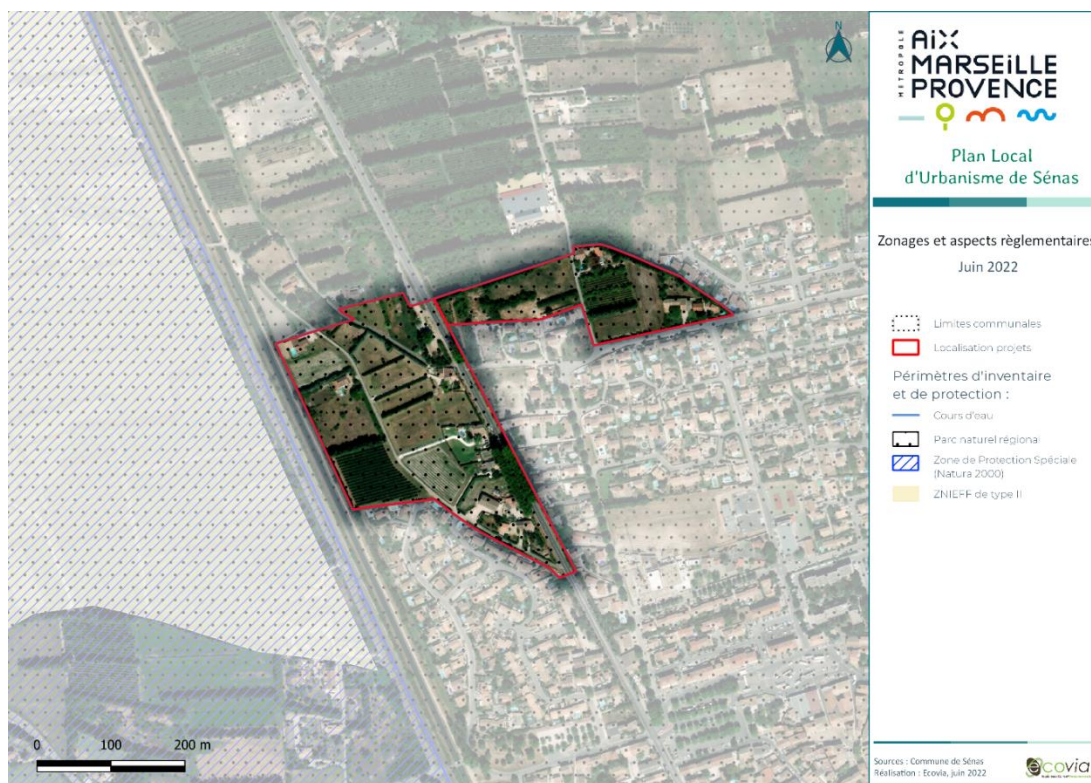 N
MÉTROPOLE
AIX
MARSEILLE
PROVENCE
Plan Local
d'Urbanisme de Sénas
Zonages et aspects règlementaires
Juin 2022
Limites communales
Localisation projets
Périmètres d'inventaire
et de protection :
Cours d'eau
Parc naturel régional
Zone de Protection Spéciale
(Natura 2000)
ZNIEFF de type II
0 100 200 m
Sources : Commune de Sénas
Réalisation : Ecovia, juin 2022
ecovia